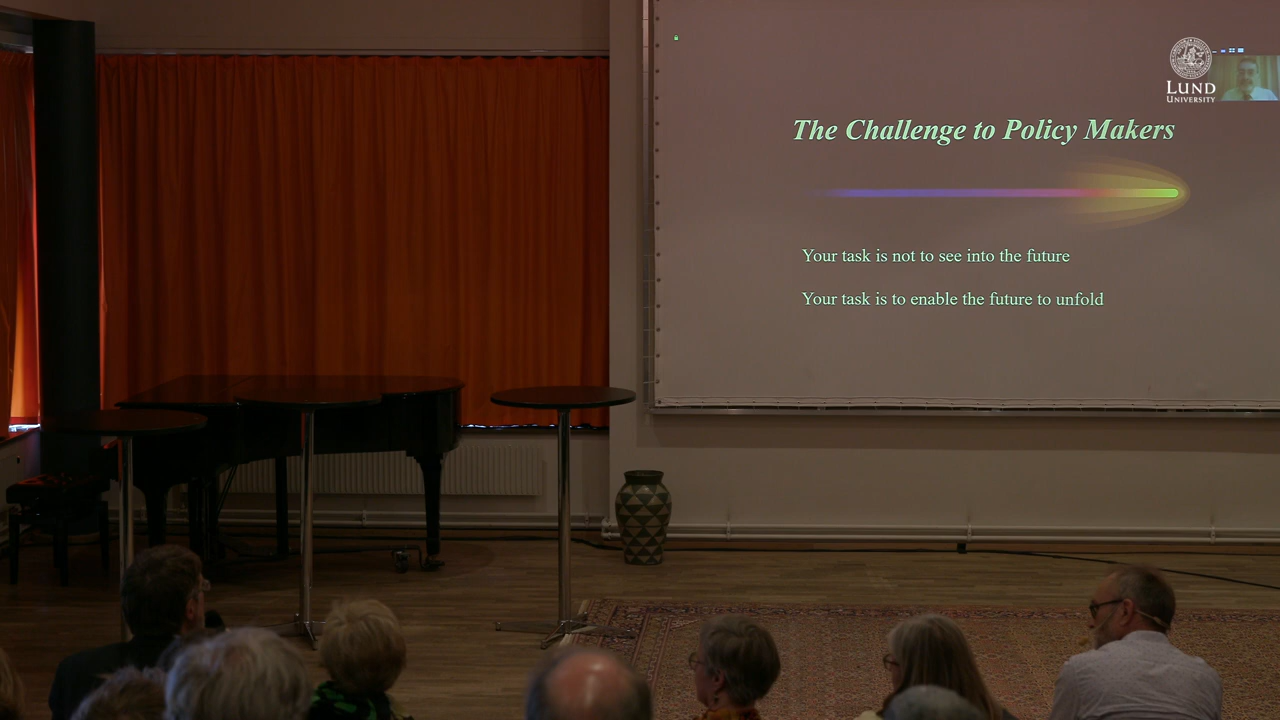 LUND
UNIVERSITY
The Challenge to Policy Makers
Your task is not to see into the future
Your task is to enable the future to unfold